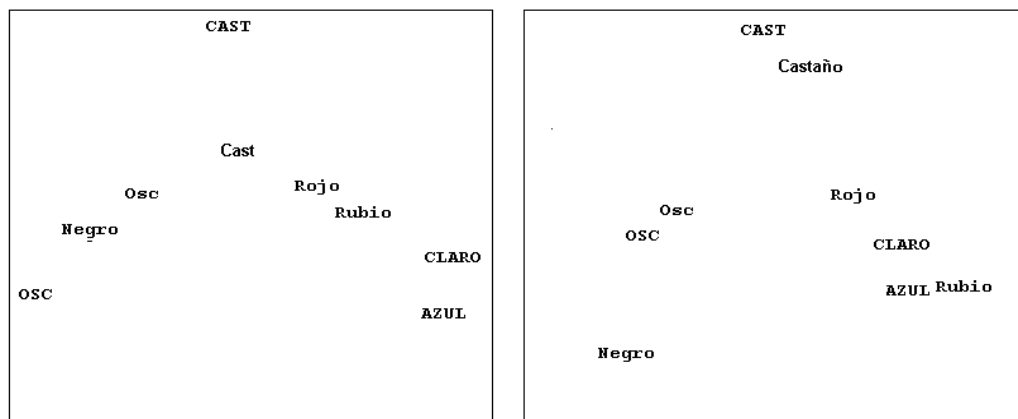 CAST
Cast
Rojo
Osc
Rubio
Negro
CLARO
OSC
AZUL
CAST
Castaño
Rojo
Osc
OSC
CLARO
AZUL Rubio
Negro